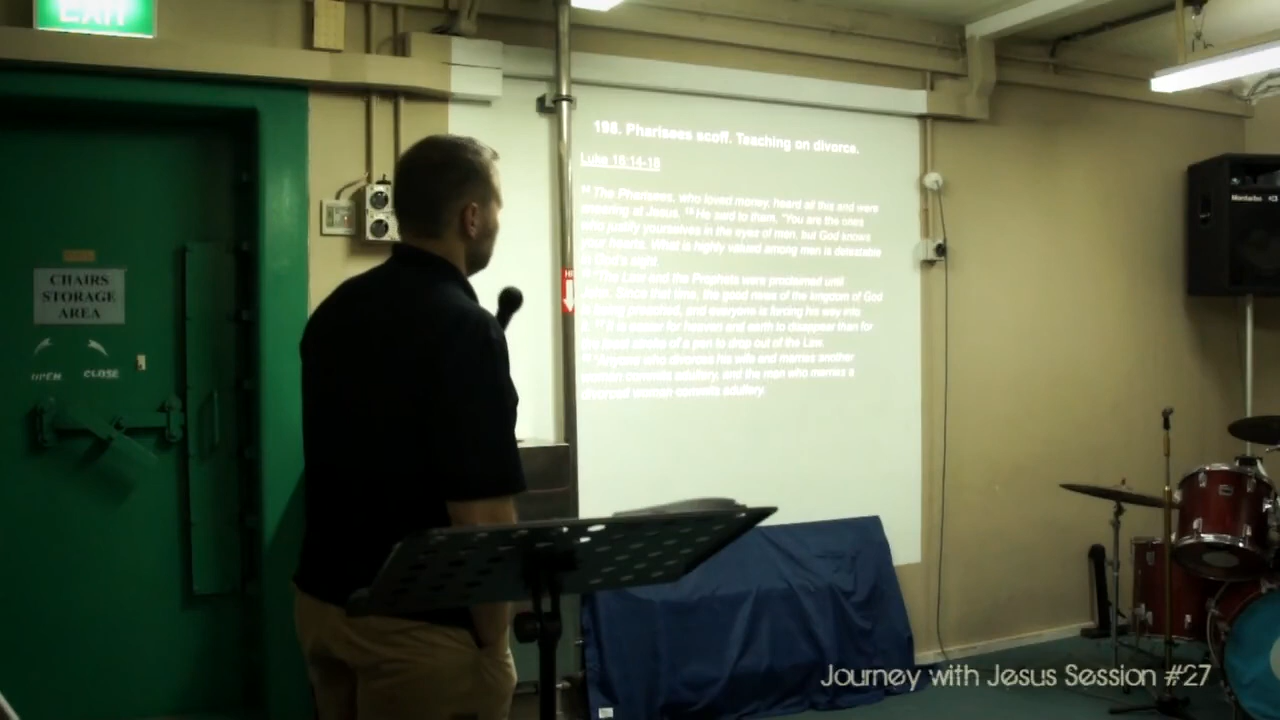 EXIT
198. Pharisees scoff. Teaching on divorce.
Luke 16:14-18
14 The Pharisees, who loved money, heard all this and were
sneering at Jesus. 15 He said to them, "You are the ones
who justify yourselves in the eyes of men, but God knows
your hearts. What is highly valued among men is detestable
in God's sight.
"The Law and the Prophets were proclaimed until
John. Since that time, the good news of the kingdom of God
is being preached, and everyone is forcing his way into
it. 17 It is easier for heaven and earth to disappear than for
the least stroke of a pen to drop out of the Law.
"Anyone who divorces his wife and marries another
woman commits adultery, and the man who marries a
divorced woman commits adultery.
CHAIRS
STORAGE
AREA
OPEN CLOSE
Montarbo
Journey with Jesus Session #27